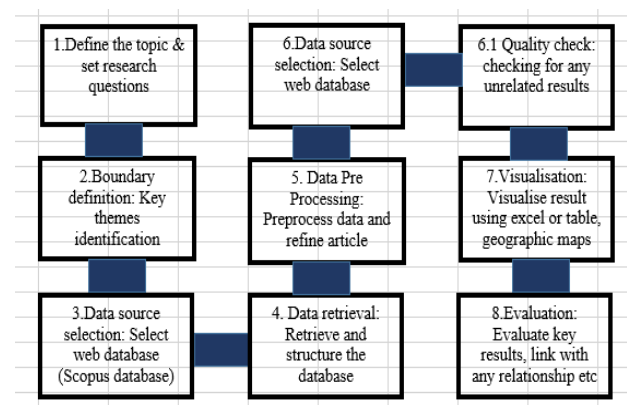 1.Define the topic &
set research
questions
2.Boundary
definition: Key
themes
identification
3.Data source
selection: Select
web database
(Scopus database)
4. Data retrieval:
Retrieve and
structure the
database
5. Data Pre
Processing:
Preprocess data and
refine article
6.Data source
selection: Select
web database
6.1 Quality check:
checking for any
unrelated results
7.Visualisation:
Visualise result
using excel or table,
geographic maps
8.Evaluation:
Evaluate key
results, link with
any relationship etc